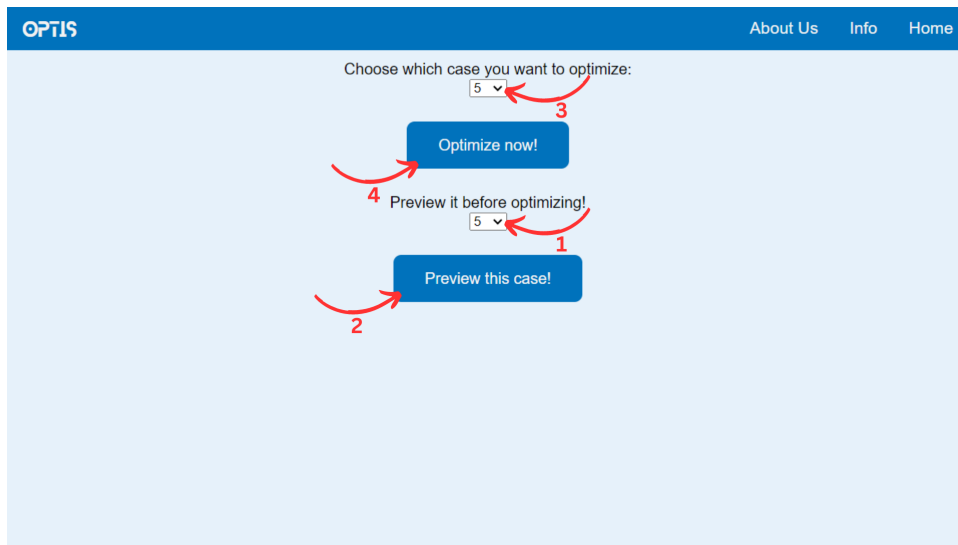 OPTIS About Us Info Home
Choose which case you want to optimize:
5
3
Optimize now!
4
Preview it before optimizing!
5
1
Preview this case!
2